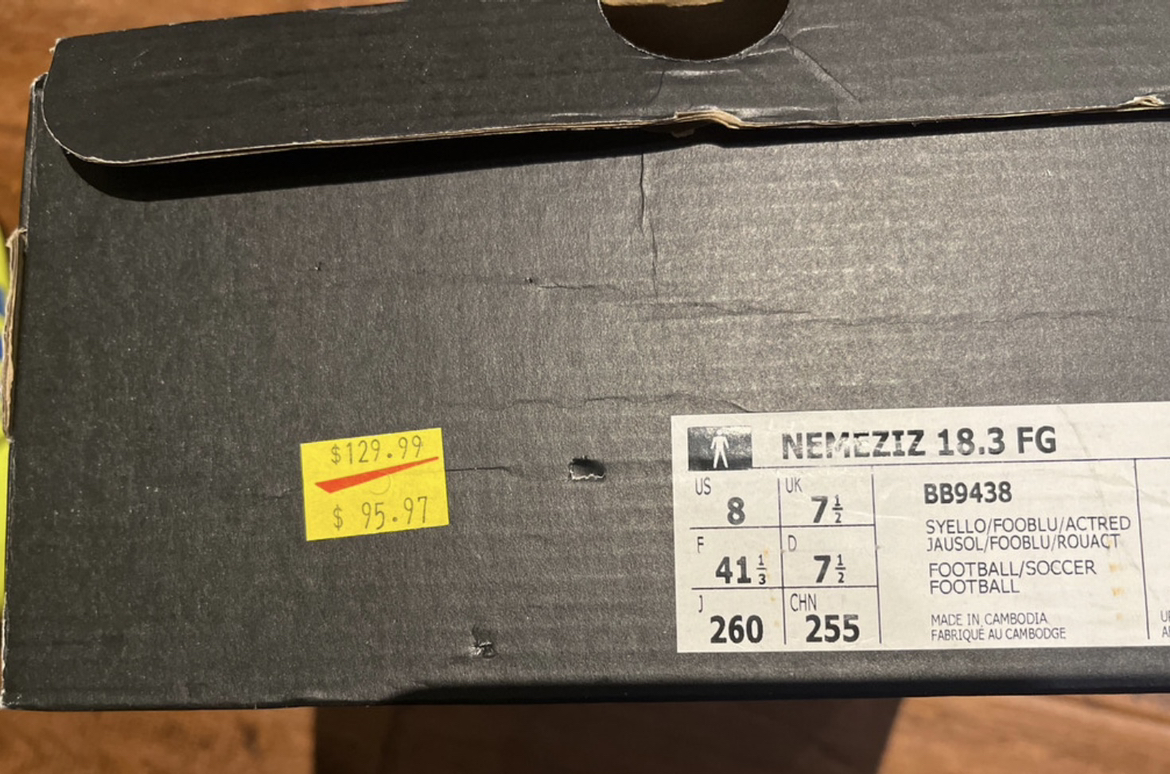 $129.99
$ 95.97
NEMEZIZ 18.3 FG
US 8 UK 7½
F 41⅓ D 7½
J 260 CHN 255
BB9438
SYELLO/FOOBLU/ACTRED
JAUSOL/FOOBLU/ROUACT
FOOTBALL/SOCCER
FOOTBALL
MADE IN CAMBODIA
FABRIQUÉ AU CAMBODGE